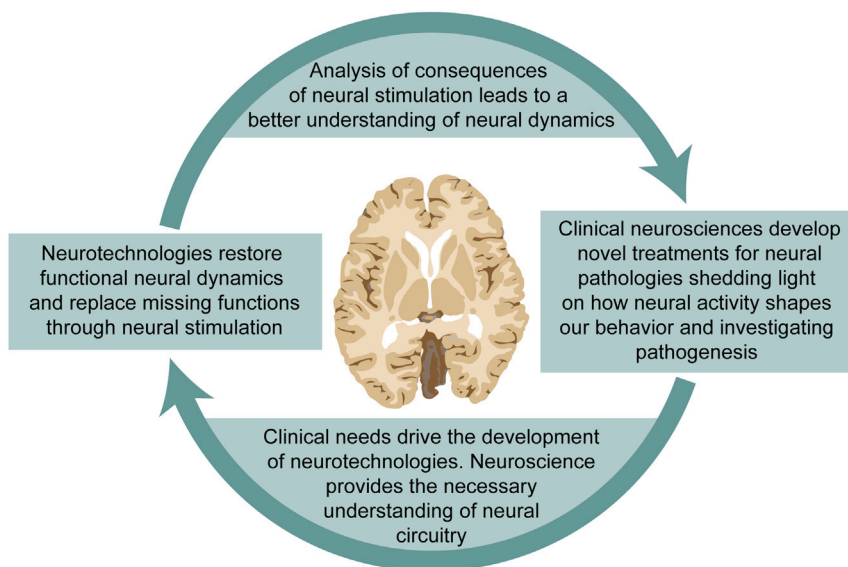 Analysis of consequences
of neural stimulation leads to a
better understanding of neural dynamics
Neurotechnologies restore
functional neural dynamics
and replace missing functions
through neural stimulation
Clinical neurosciences develop
novel treatments for neural
pathologies shedding light
on how neural activity shapes
our behavior and investigating
pathogenesis
Clinical needs drive the development
of neurotechnologies. Neuroscience
provides the necessary
understanding of neural
circuitry